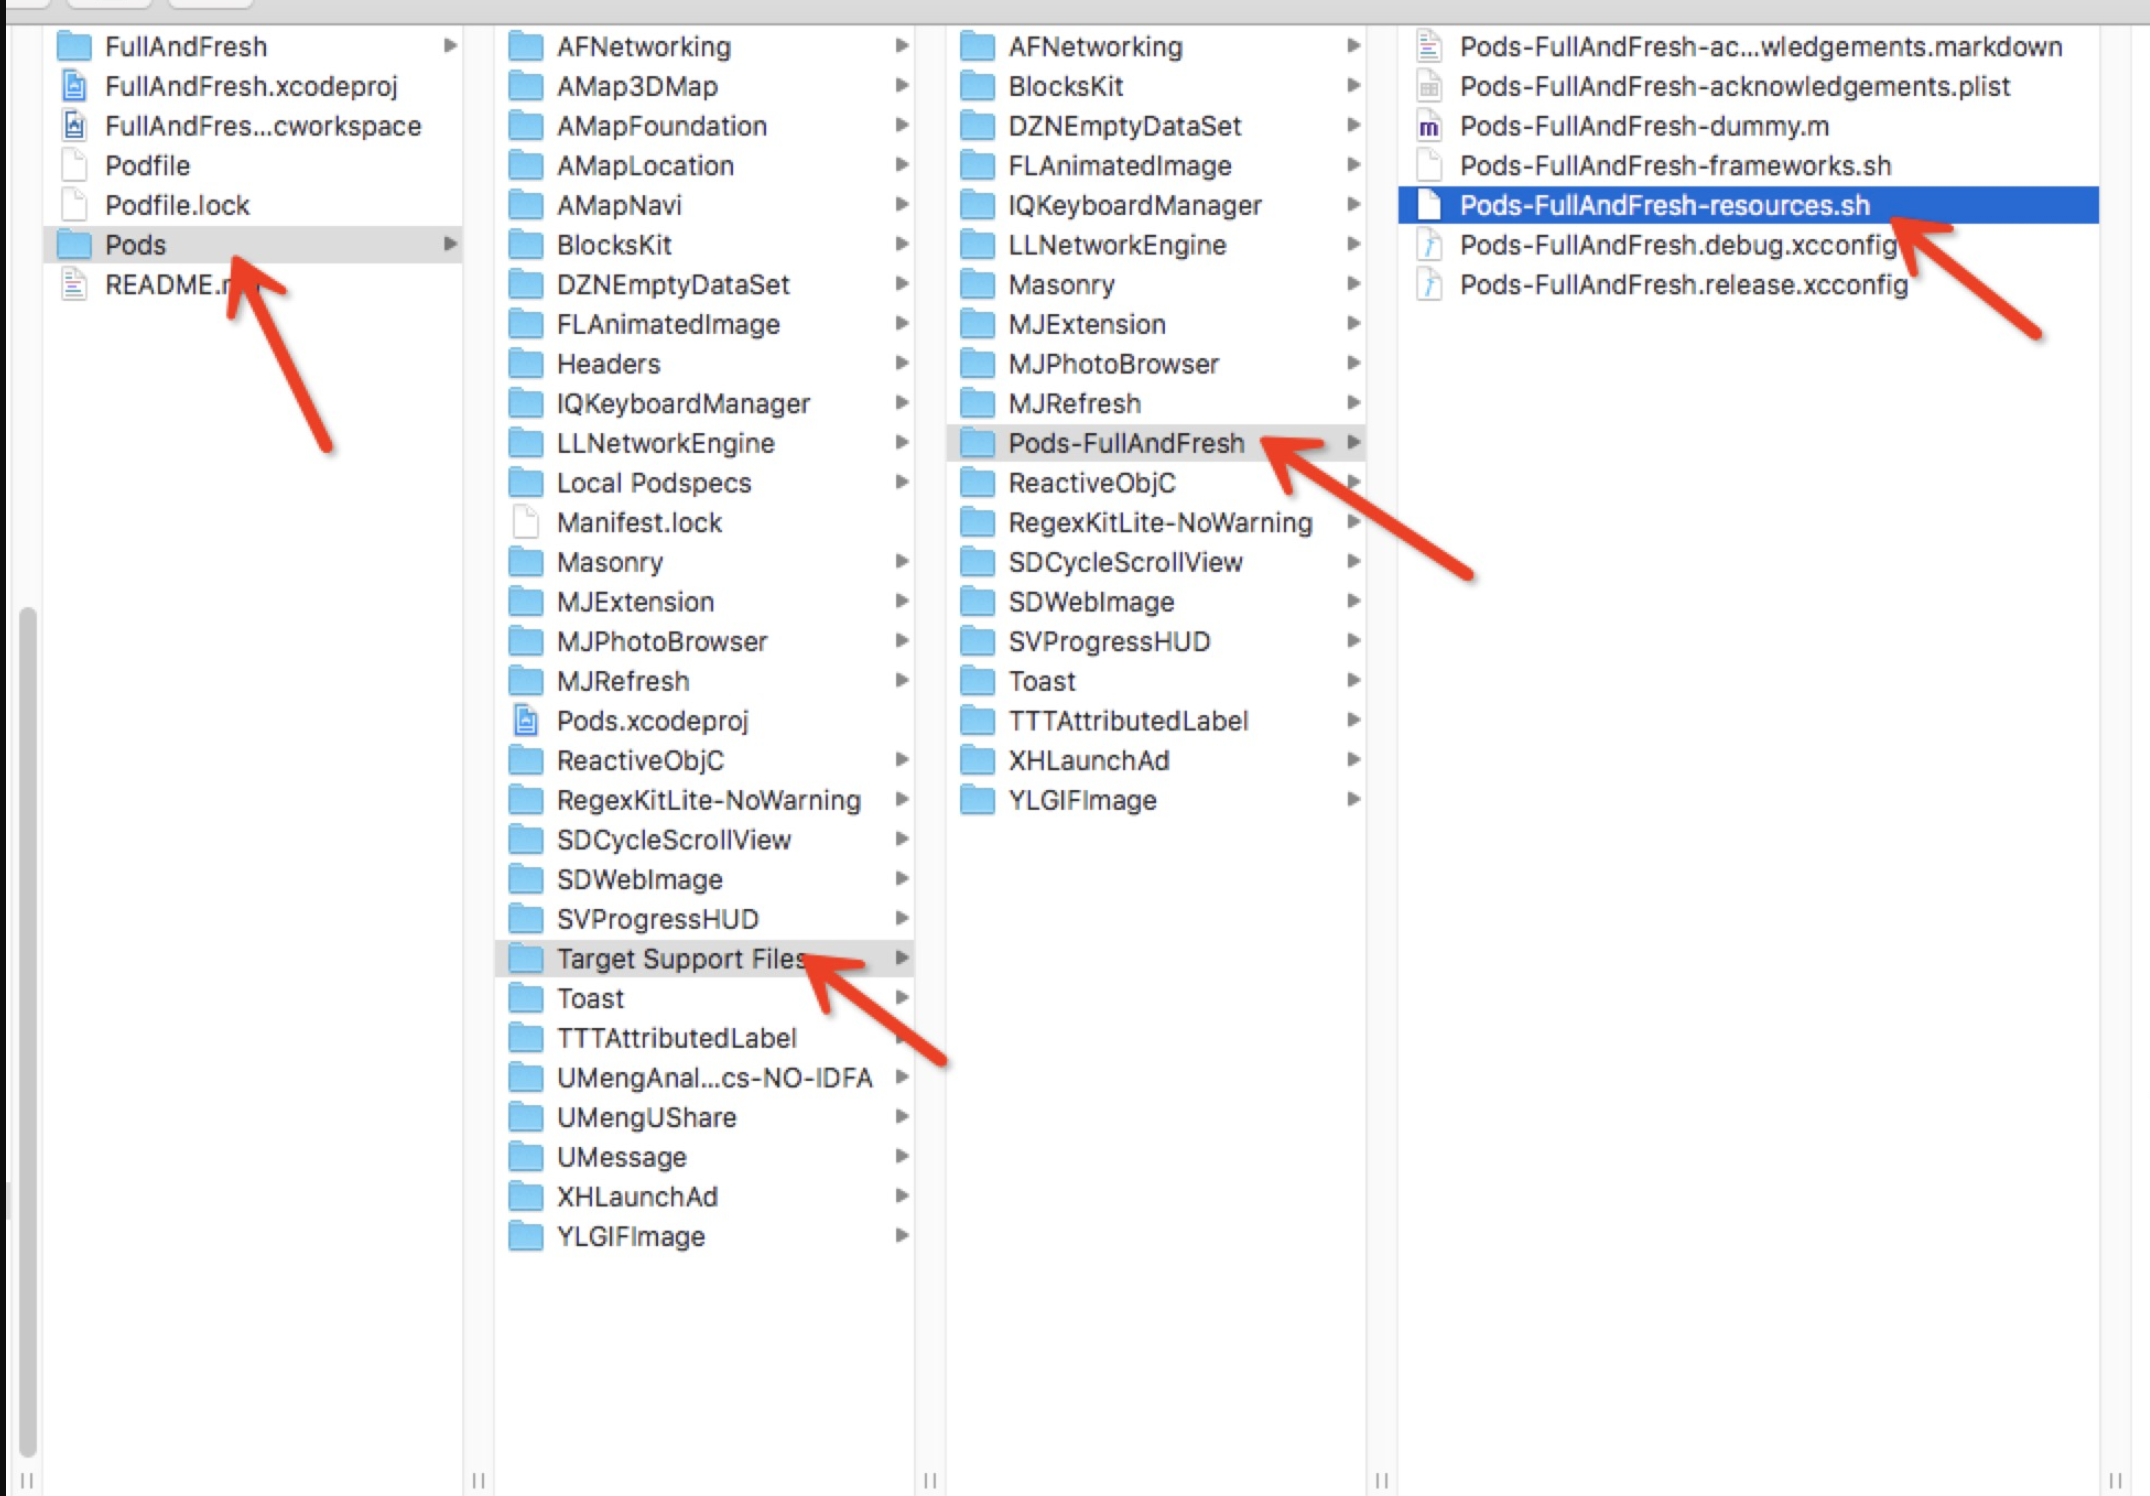 FullAndFresh
FullAndFresh.xcodeproj
FullAndFres...cworkspace
Podfile
Podfile.lock
Pods
AFNetworking
AMap3DMap
AMapFoundation
AMapLocation
AMapNavi
BlocksKit
DZNEmptyDataSet
FLAnimatedImage
Headers
IQKeyboardManager
LLNetworkEngine
Local Podspecs
Manifest.lock
Masonry
MJExtension
MJPhotoBrowser
MJRefresh
Pods.xcodeproj
ReactiveObjC
RegexKitLite-NoWarning
SDCycleScrollView
SDWebImage
SVProgressHUD
Target Support Files
Toast
TTTAttributedLabel
UMengAnal...cs-NO-IDFA
UMengUShare
UMessage
XHLaunchAd
YLGIFImage
AFNetworking
BlocksKit
DZNEmptyDataSet
FLAnimatedImage
IQKeyboardManager
LLNetworkEngine
Masonry
MJExtension
MJPhotoBrowser
MJRefresh
Pods-FullAndFresh
ReactiveObjC
RegexKitLite-NoWarning
SDCycleScrollView
SDWebImage
SVProgressHUD
Toast
TTTAttributedLabel
XHLaunchAd
YLGIFImage
Pods-FullAndFresh-ac...wledgements.markdown
Pods-FullAndFresh-acknowledgements.plist
Pods-FullAndFresh-dummy.m
Pods-FullAndFresh-frameworks.sh
Pods-FullAndFresh-resources.sh
Pods-FullAndFresh.debug.xcconfig
Pods-FullAndFresh.release.xcconfig